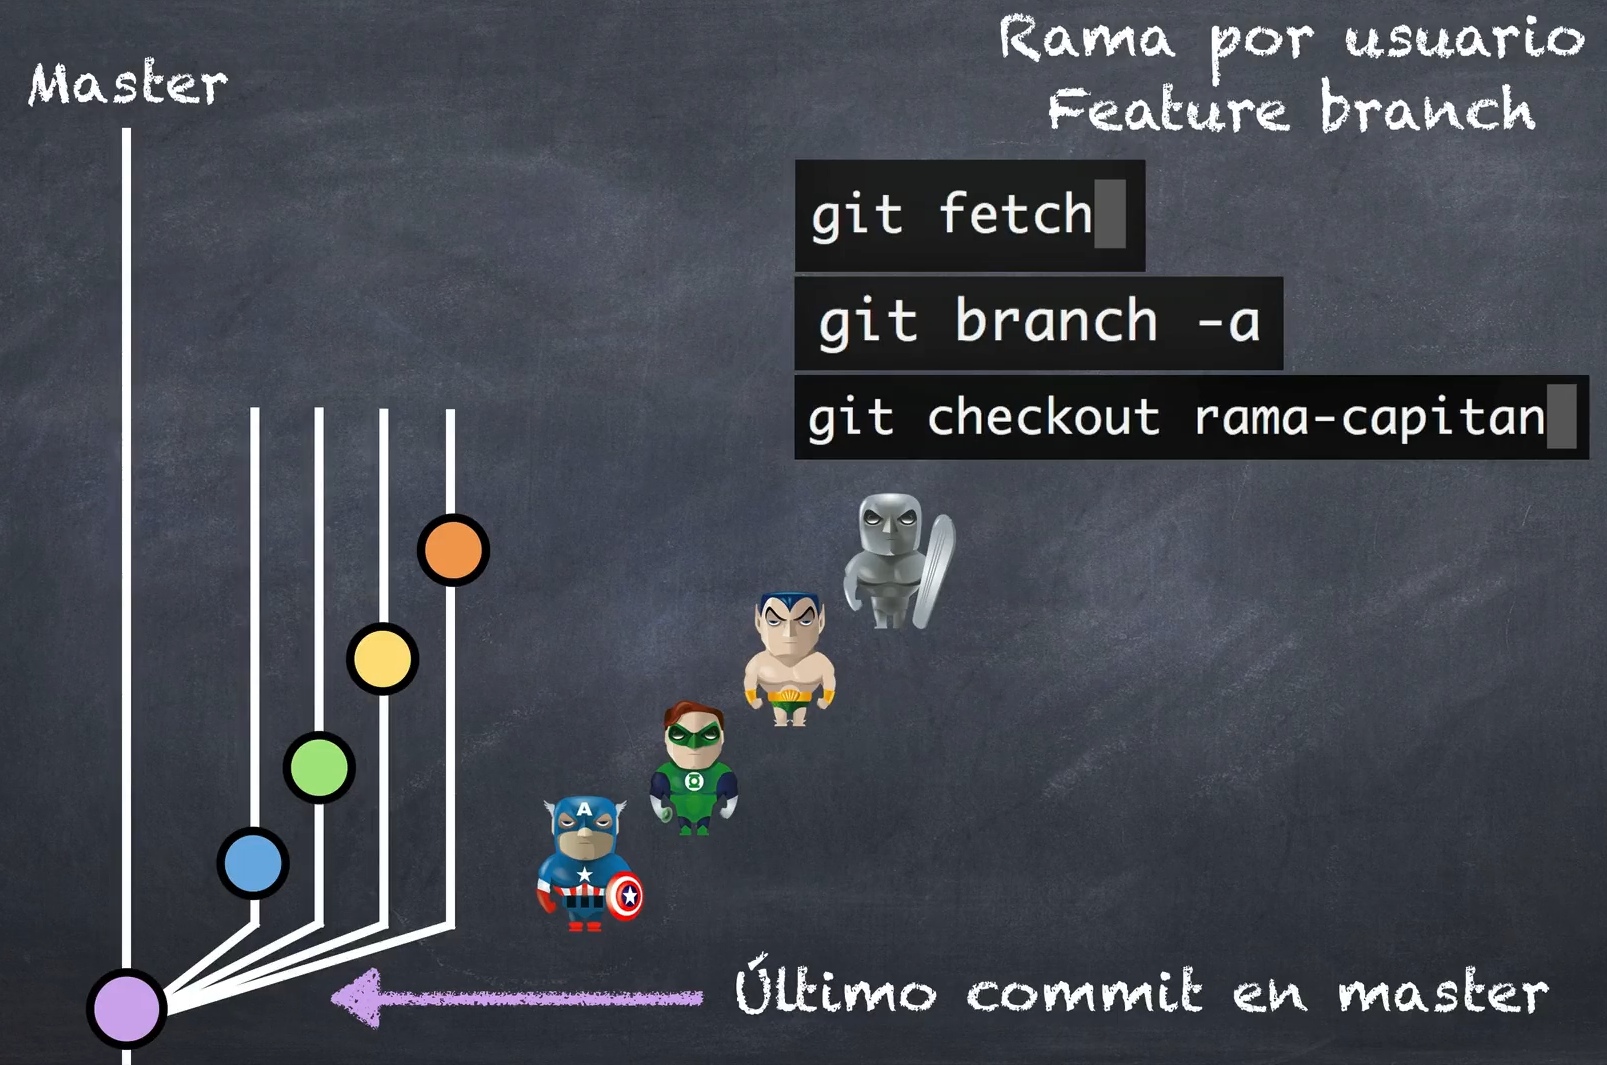 Rama por usuario
Feature branch
Master
git fetch
git branch -a
git checkout rama-capitan
A
Último commit en master